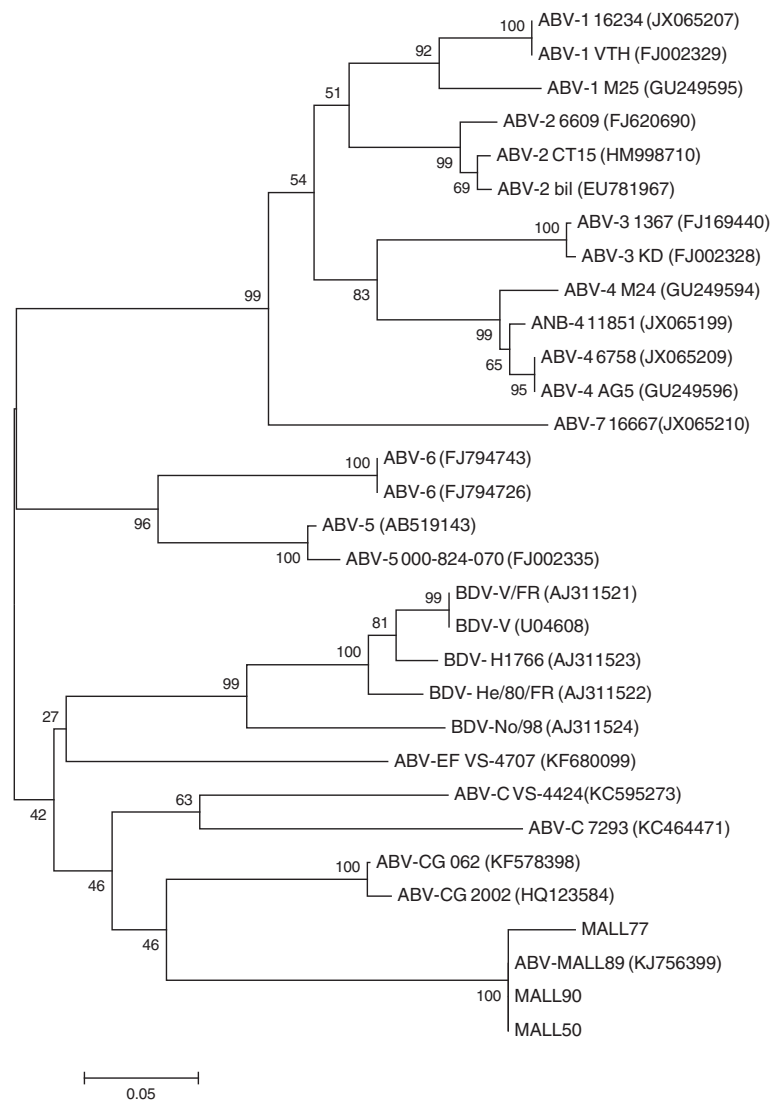 100
ABV-1 16234 (JX065207)
ABV-1 VTH (FJ002329)
92
ABV-1 M25 (GU249595)
51
ABV-2 6609 (FJ620690)
99
ABV-2 CT15 (HM998710)
69
ABV-2 bil (EU781967)
54
100
ABV-3 1367 (FJ169440)
ABV-3 KD (FJ002328)
83
ABV-4 M24 (GU249594)
99
ANB-4 11851 (JX065199)
65
ABV-4 6758 (JX065209)
95
ABV-4 AG5 (GU249596)
99
ABV-7 16667(JX065210)
100
ABV-6 (FJ794743)
ABV-6 (FJ794726)
96
ABV-5 (AB519143)
100
ABV-5 000-824-070 (FJ002335)
99
BDV-V/FR (AJ311521)
BDV-V (U04608)
81
BDV- H1766 (AJ311523)
100
BDV- He/80/FR (AJ311522)
99
BDV-No/98 (AJ311524)
27
ABV-EF VS-4707 (KF680099)
42
63
ABV-C VS-4424(KC595273)
ABV-C 7293 (KC464471)
46
100
ABV-CG 062 (KF578398)
ABV-CG 2002 (HQ123584)
46
MALL77
ABV-MALL89 (KJ756399)
100
MALL90
MALL50
0.05